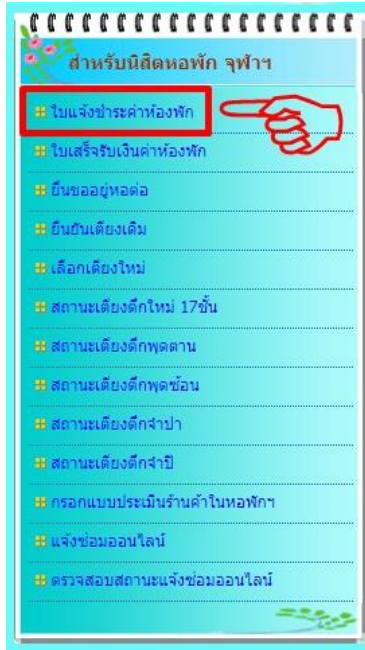 สำหรับนิสิตหอพัก จุฬาฯ
ใบแจ้งชำระค่าห้องพัก
ใบเสร็จรับเงินค่าห้องพัก
ยื่นขออยู่หอต่อ
ยืนยันเตียงเดิม
เลือกเตียงใหม่
สถานะเตียงตึกใหม่ 17ชั้น
สถานะเตียงตึกพุดตาน
สถานะเตียงตึกพุดซ้อน
สถานะเตียงตึกจำปา
สถานะเตียงตึกจำปี
กรอกแบบประเมินร้านค้าในหอพักฯ
แจ้งซ่อมออนไลน์
ตรวจสอบสถานะแจ้งซ่อมออนไลน์